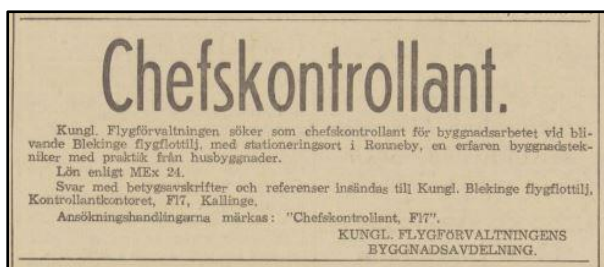 Chefskontrollant.
Kungl. Flygförvaltningen söker som chefskontrollant för byggnadsarbetet vid bli-
vande Blekinge flygflottilj, med stationeringsort i Ronneby, en erfaren byggnadstek-
niker med praktik från husbyggnader.
Lön enligt MEx 24.
Svar med betygsavskrifter och referenser insändas till Kungl. Blekinge flygflottilj,
Kontrollantkontoret, F17, Kallinge.
Ansökningshandlingarna märkas: "Chefskontrollant, F17".
KUNGL. FLYGFÖRVALTNINGENS
BYGGNADSAVDELNING.